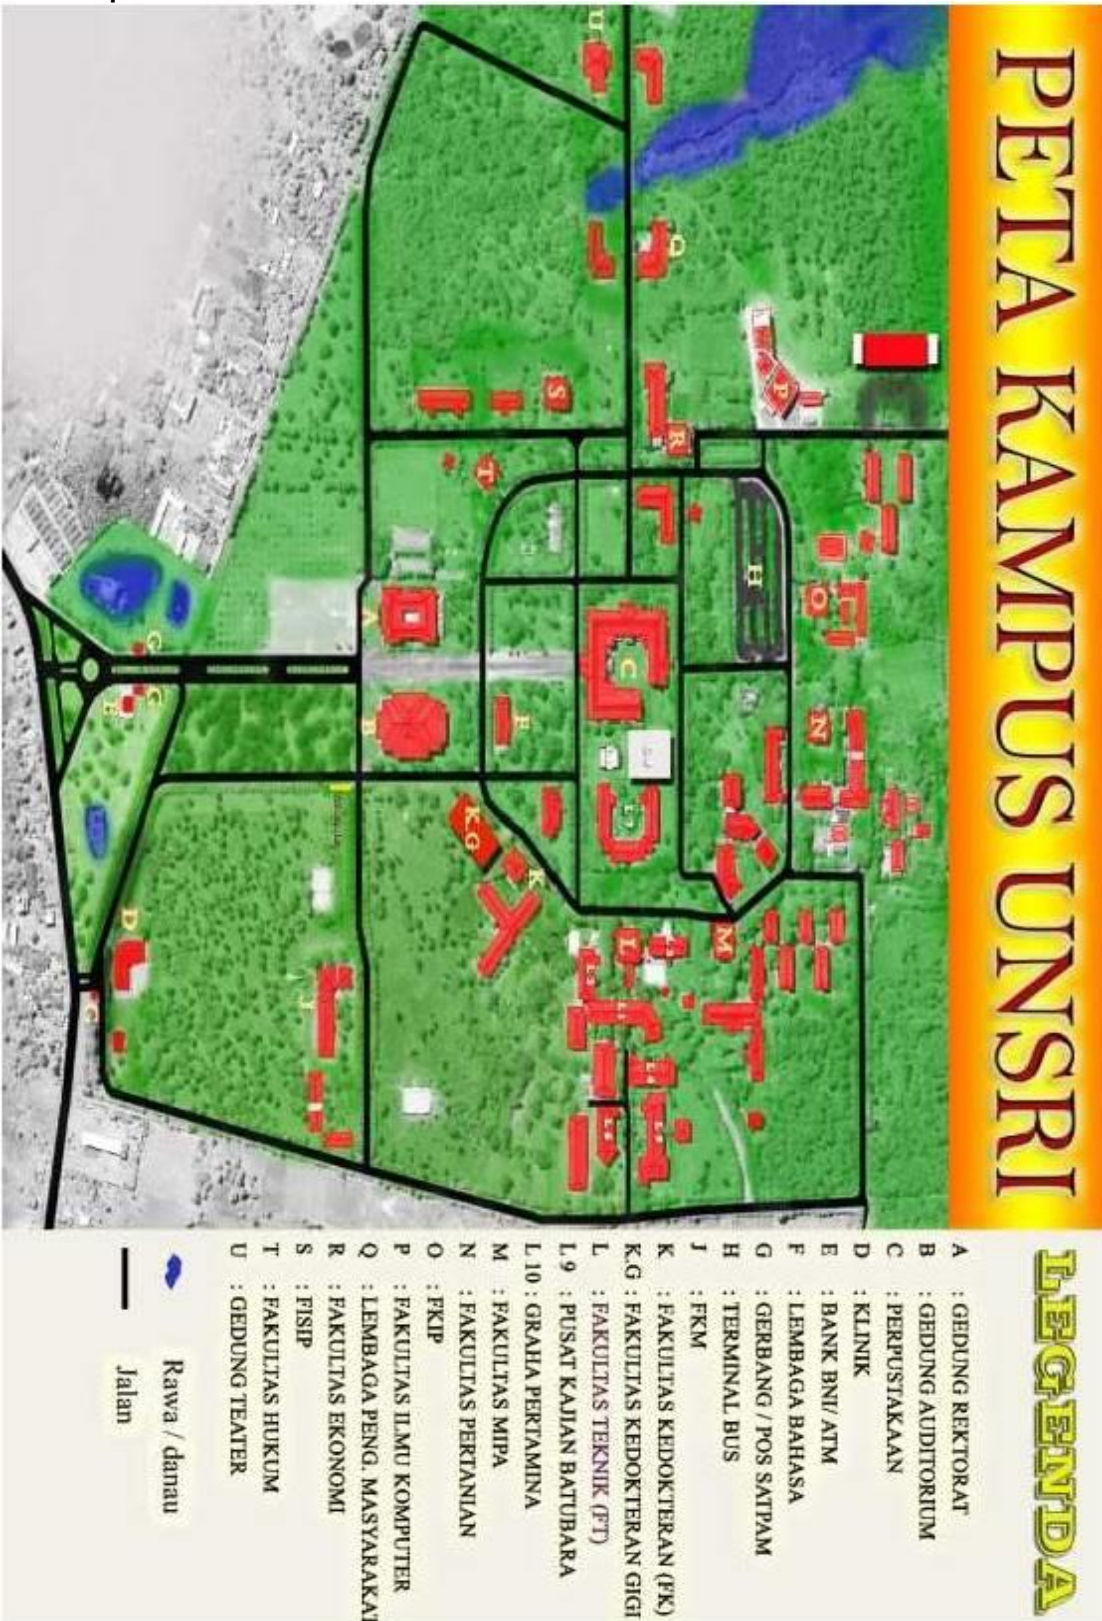 PETA KAMPUS UNSRI
LEGENDA
A : GEDUNG REKTORAT
B : GEDUNG AUDITORIUM
C : PERPUSTAKAAN
D : KLINIK
E : BANK BNI/ ATM
F : LEMBAGA BAHASA
G : GERBANG / POS SATPAM
H : TERMINAL BUS
J : FKM
K : FAKULTAS KEDOKTERAN (FK)
K.G : FAKULTAS KEDOKTERAN GIGI
L : FAKULTAS TEKNIK (FT)
L 9 : PUSAT KAJIAN BATUBARA
L 10 : GRAHA PERTAMINA
M : FAKULTAS MIPA
N : FAKULTAS PERTANIAN
O : FKIP
P : FAKULTAS ILMU KOMPUTER
Q : LEMBAGA PENG. MASYARAKAT
R : FAKULTAS EKONOMI
S : FISIP
T : FAKULTAS HUKUM
U : GEDUNG TEATER
Rawa / danau
Jalan
U
Q
P
S
R
T
H
O
A
C
G
G
B
N
K.G
K
D
L
M
J